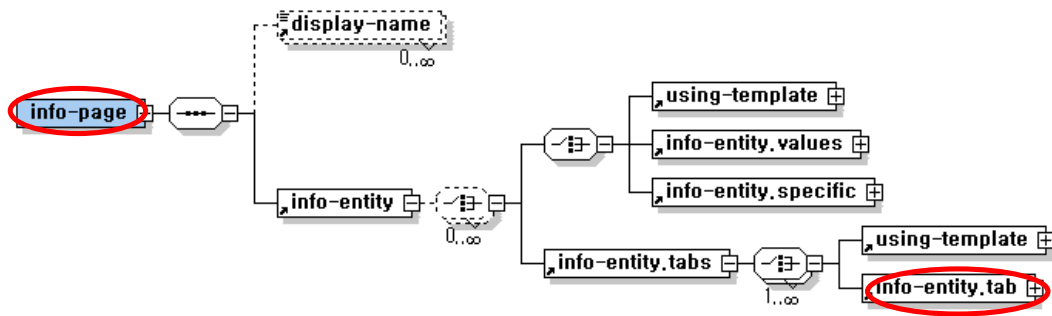 display-name
0..∞
info-page
using-template
info-entity.values
info-entity.specific
info-entity
0..∞
info-entity.tabs
1..∞
using-template
info-entity.tab